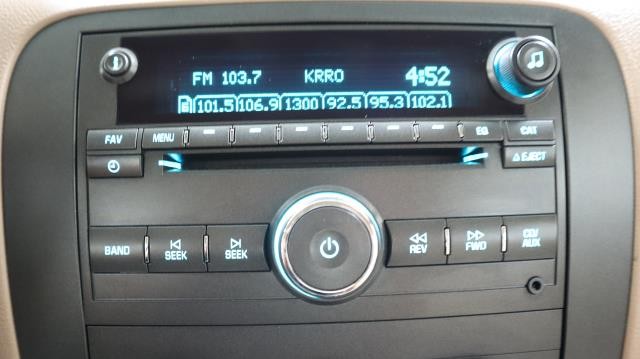 FM 103.7 KRRO 4:52
101.5 106.9 1300 92.5 95.3 102.1
FAV MENU EQ CAT
EJECT
BAND SEEK SEEK REV FWD CD/AUX